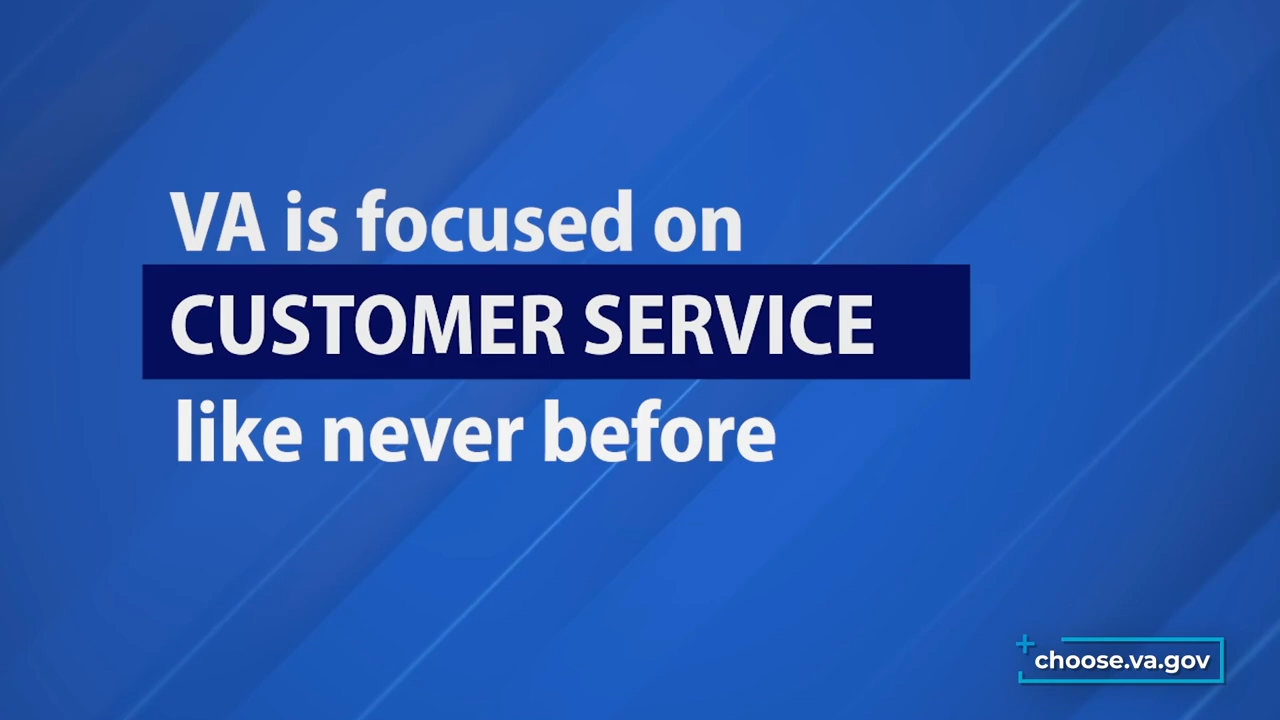 VA is focused on
CUSTOMER SERVICE
like never before
choose.va.gov